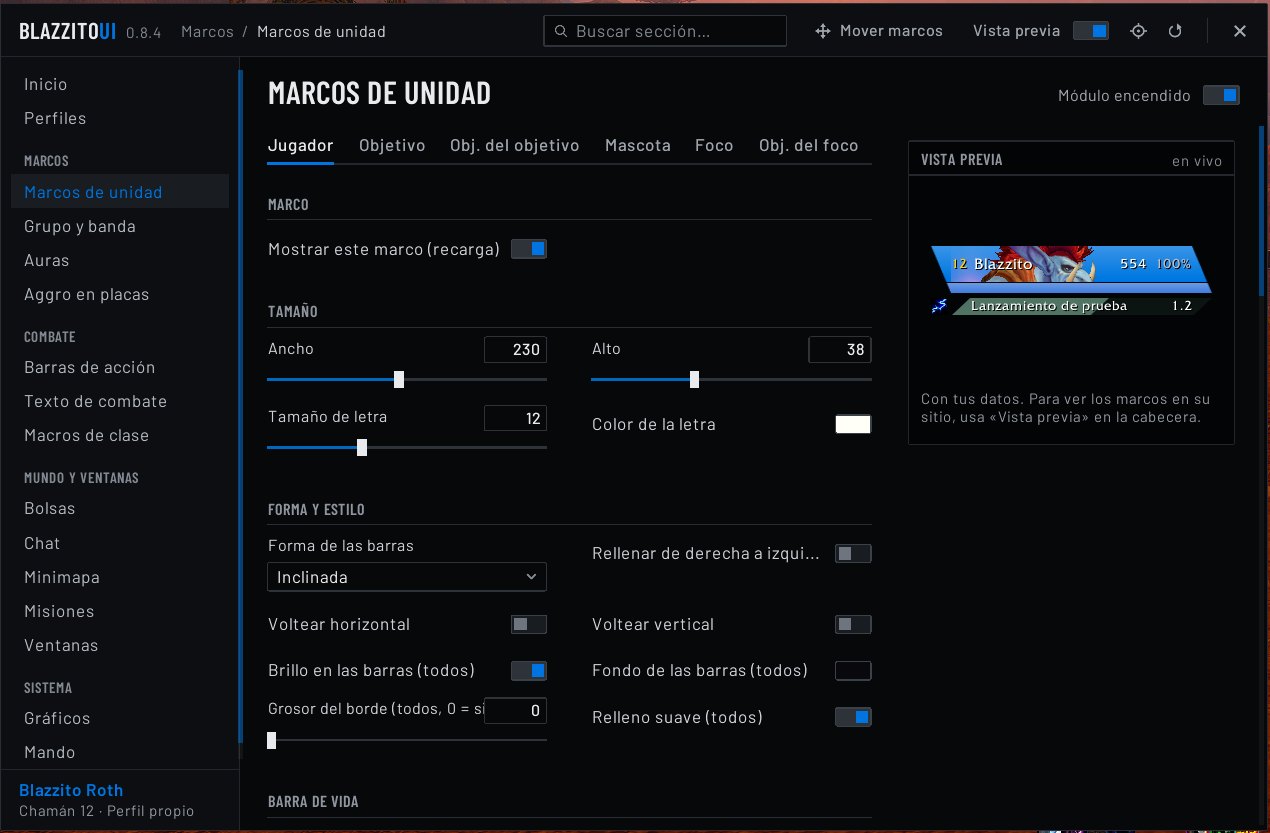 BLAZZITOUI 0.8.4 Marcos / Marcos de unidad Buscar sección... Mover marcos Vista previa
Inicio
Perfiles
MARCOS
Marcos de unidad
Grupo y banda
Auras
Aggro en placas
COMBATE
Barras de acción
Texto de combate
Macros de clase
MUNDO Y VENTANAS
Bolsas
Chat
Minimapa
Misiones
Ventanas
SISTEMA
Gráficos
Mando
Blazzito Roth
Chamán 12 · Perfil propio
MARCOS DE UNIDAD
Módulo encendido
Jugador Objetivo Obj. del objetivo Mascota Foco Obj. del foco
MARCO
Mostrar este marco (recarga)
TAMAÑO
Ancho 230 Alto 38
Tamaño de letra 12 Color de la letra
FORMA Y ESTILO
Forma de las barras Rellenar de derecha a izqui...
Inclinada
Voltear horizontal Voltear vertical
Brillo en las barras (todos) Fondo de las barras (todos)
Grosor del borde (todos, 0 = si 0 Relleno suave (todos)
BARRA DE VIDA
VISTA PREVIA en vivo
12 Blazzito 554 100%
Lanzamiento de prueba 1.2
Con tus datos. Para ver los marcos en su
sitio, usa «Vista previa» en la cabecera.